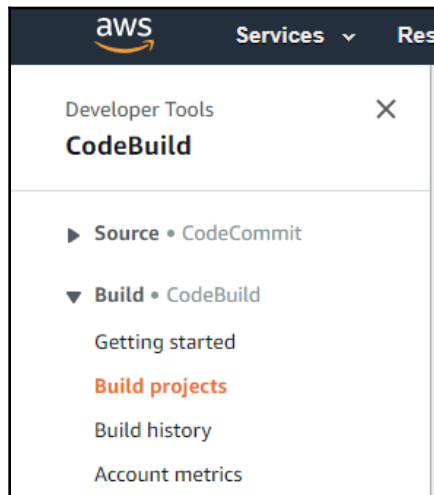 aws Services Res
Developer Tools
CodeBuild
Source • CodeCommit
Build • CodeBuild
Getting started
Build projects
Build history
Account metrics